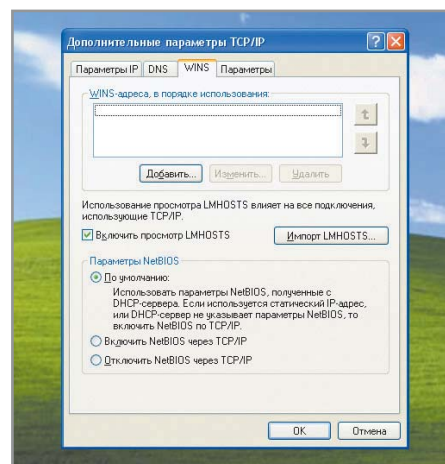 Дополнительные параметры TCP/IP
Параметры IP DNS WINS Параметры
WINS-адреса, в порядке использования:
Добавить... Изменить... Удалить
Использование просмотра LMHOSTS влияет на все подключения,
использующие TCP/IP.
Включить просмотр LMHOSTS Импорт LMHOSTS...
Параметры NetBIOS
По умолчанию:
Использовать параметры NetBIOS, полученные с
DHCP-сервера. Если используется статический IP-адрес,
или DHCP-сервер не указывает параметры NetBIOS, то
включить NetBIOS по TCP/IP.
Включить NetBIOS через TCP/IP
Отключить NetBIOS через TCP/IP
OK Отмена